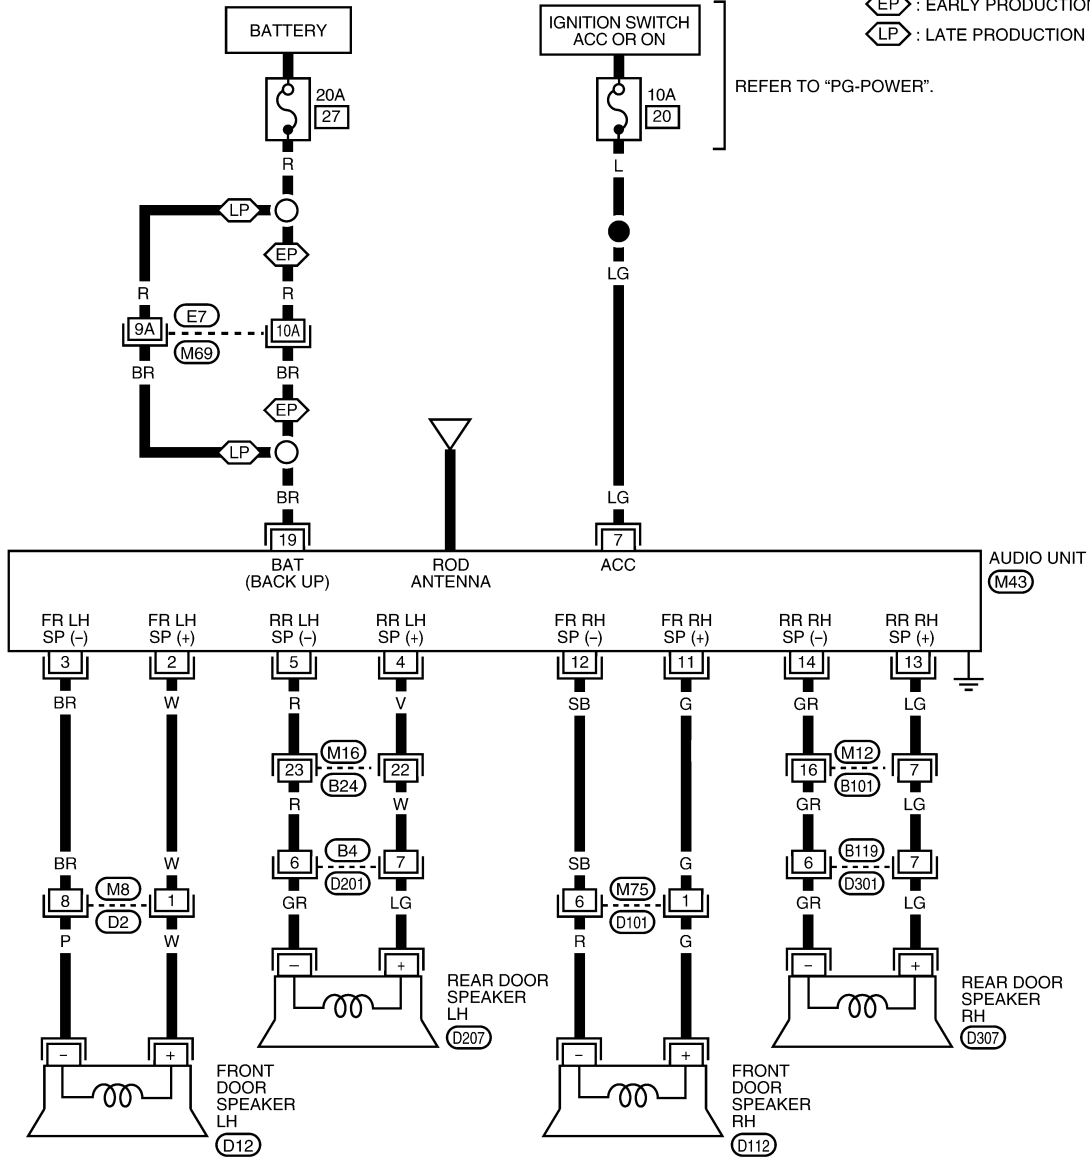 EP : EARLY PRODUCTION
LP : LATE PRODUCTION
BATTERY
IGNITION SWITCH
ACC OR ON
REFER TO “PG-POWER”.
20A
27
10A
20
R
L
LP
EP
LG
R
R
9A
E7
M69
10A
BR
BR
EP
LP
BR
LG
19
7
BAT
(BACK UP)
ROD
ANTENNA
ACC
AUDIO UNIT
M43
FR LH
SP (–)
FR LH
SP (+)
RR LH
SP (–)
RR LH
SP (+)
FR RH
SP (–)
FR RH
SP (+)
RR RH
SP (–)
RR RH
SP (+)
3
2
5
4
12
11
14
13
BR
W
R
V
SB
G
GR
LG
23
M16
B24
22
16
M12
B101
7
R
W
GR
LG
BR
W
6
B4
D201
7
SB
G
6
B119
D301
7
8
M8
D2
1
GR
LG
6
M75
D101
1
GR
LG
P
W
R
G
–
+
–
+
REAR DOOR
SPEAKER
LH
D207
REAR DOOR
SPEAKER
RH
D307
–
+
–
+
FRONT
DOOR
SPEAKER
LH
D12
FRONT
DOOR
SPEAKER
RH
D112